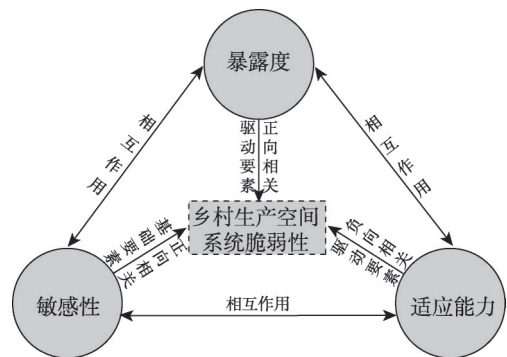 暴露度
相互作用
相互作用
驱动要素
正向相关
乡村生产空间
系统脆弱性
基础要素
正向相关
负向相关
驱动要素
敏感性
相互作用
适应能力